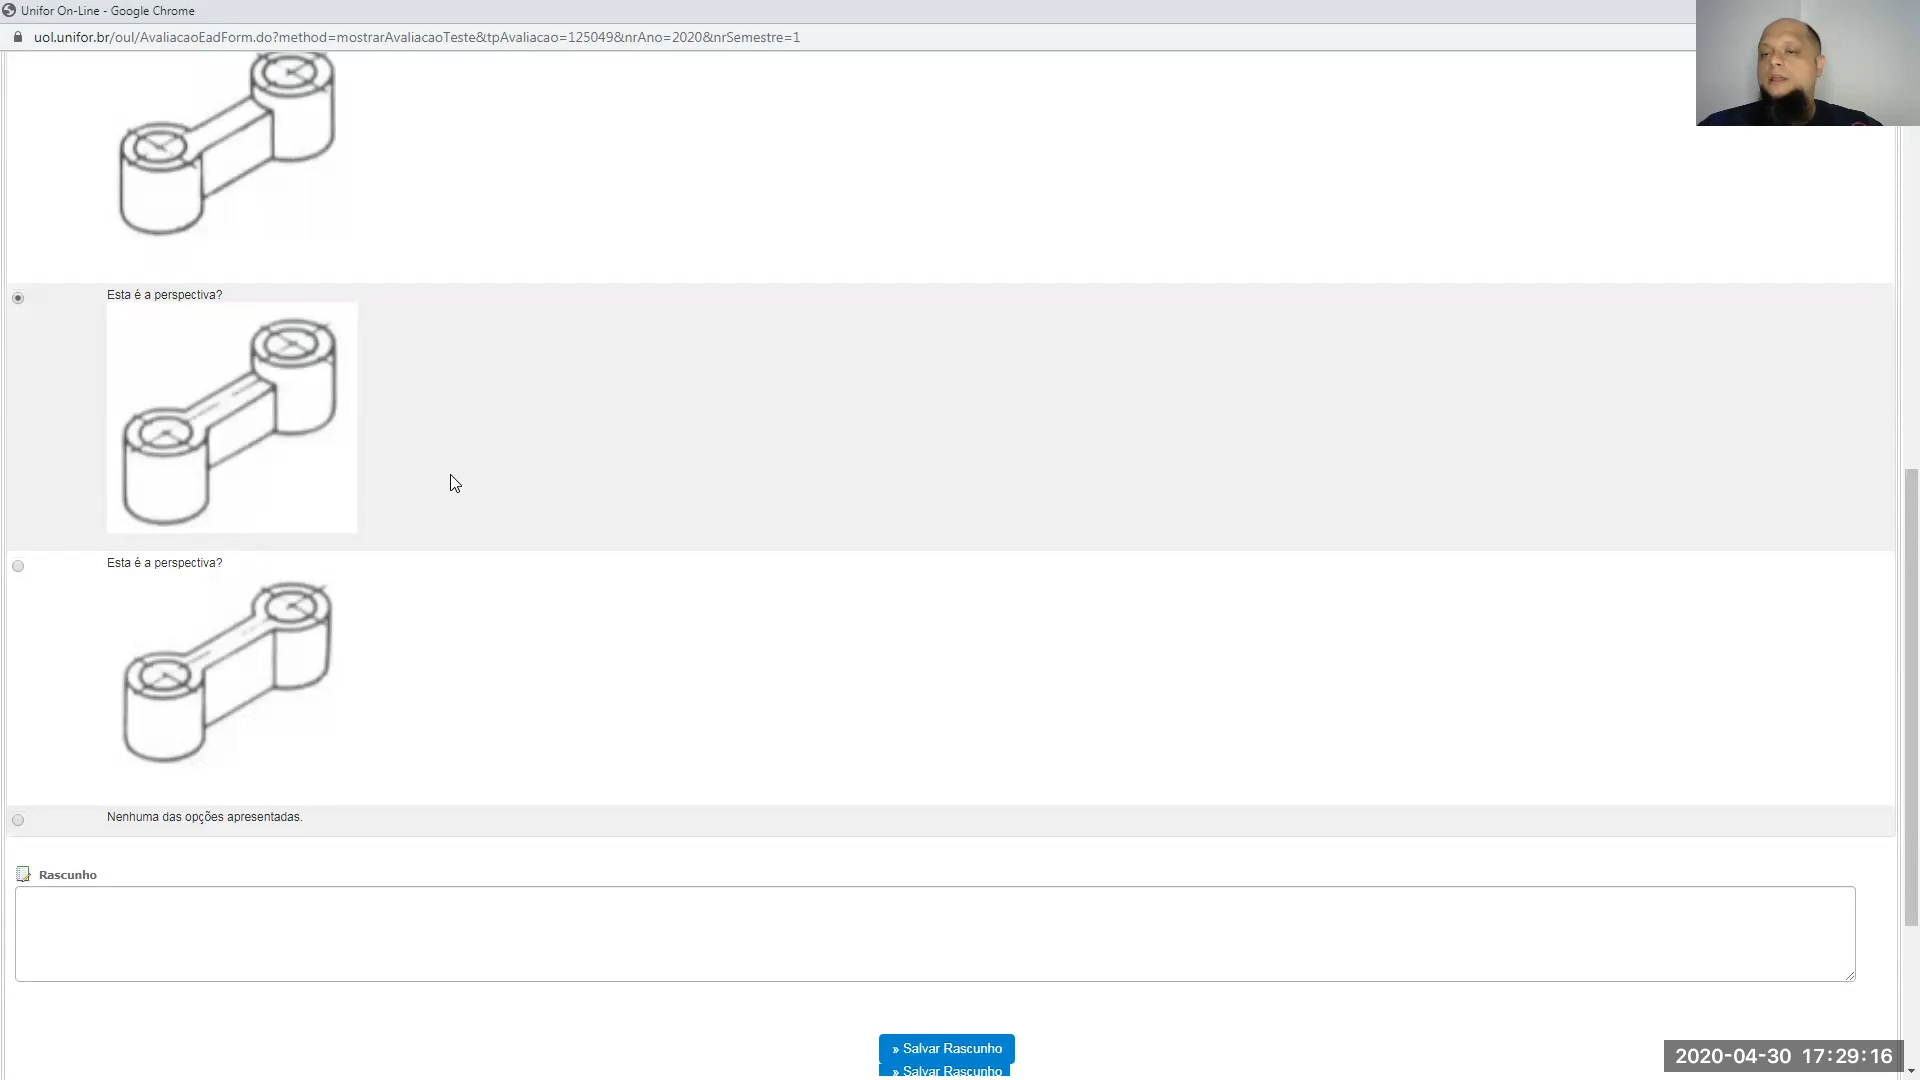 Unifor On-Line - Google Chrome
uol.unifor.br/oul/AvaliacaoEadForm.do?method=mostrarAvaliacaoTeste&tpAvaliacao=125049&nrAno=2020&nrSemestre=1
Esta é a perspectiva?
Esta é a perspectiva?
Nenhuma das opções apresentadas.
Rascunho
» Salvar Rascunho
» Salvar Rascunho
2020-04-30 17:29:16